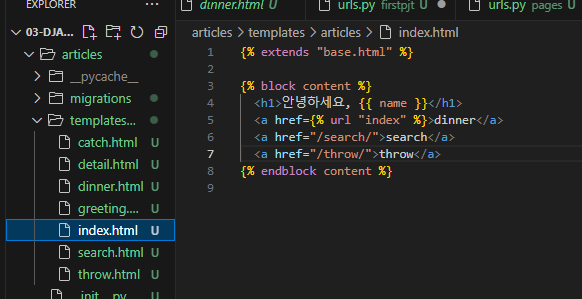 EXPLORER
dinner.html
urls.py firstpjt
urls.py pages
03-DJA...
articles > templates > articles > index.html
articles
__pycache__
migrations
templates...
catch.html U
detail.html U
dinner.html U
greeting.... U
index.html U
search.html U
throw.html U
__init__.py
1 {% extends "base.html" %}
2
3 {% block content %}
4 <h1>안녕하세요, {{ name }}</h1>
5 <a href={% url "index" %}>dinner</a>
6 <a href="/search/">search</a>
7 <a href="/throw/">throw</a>
8 {% endblock content %}
9